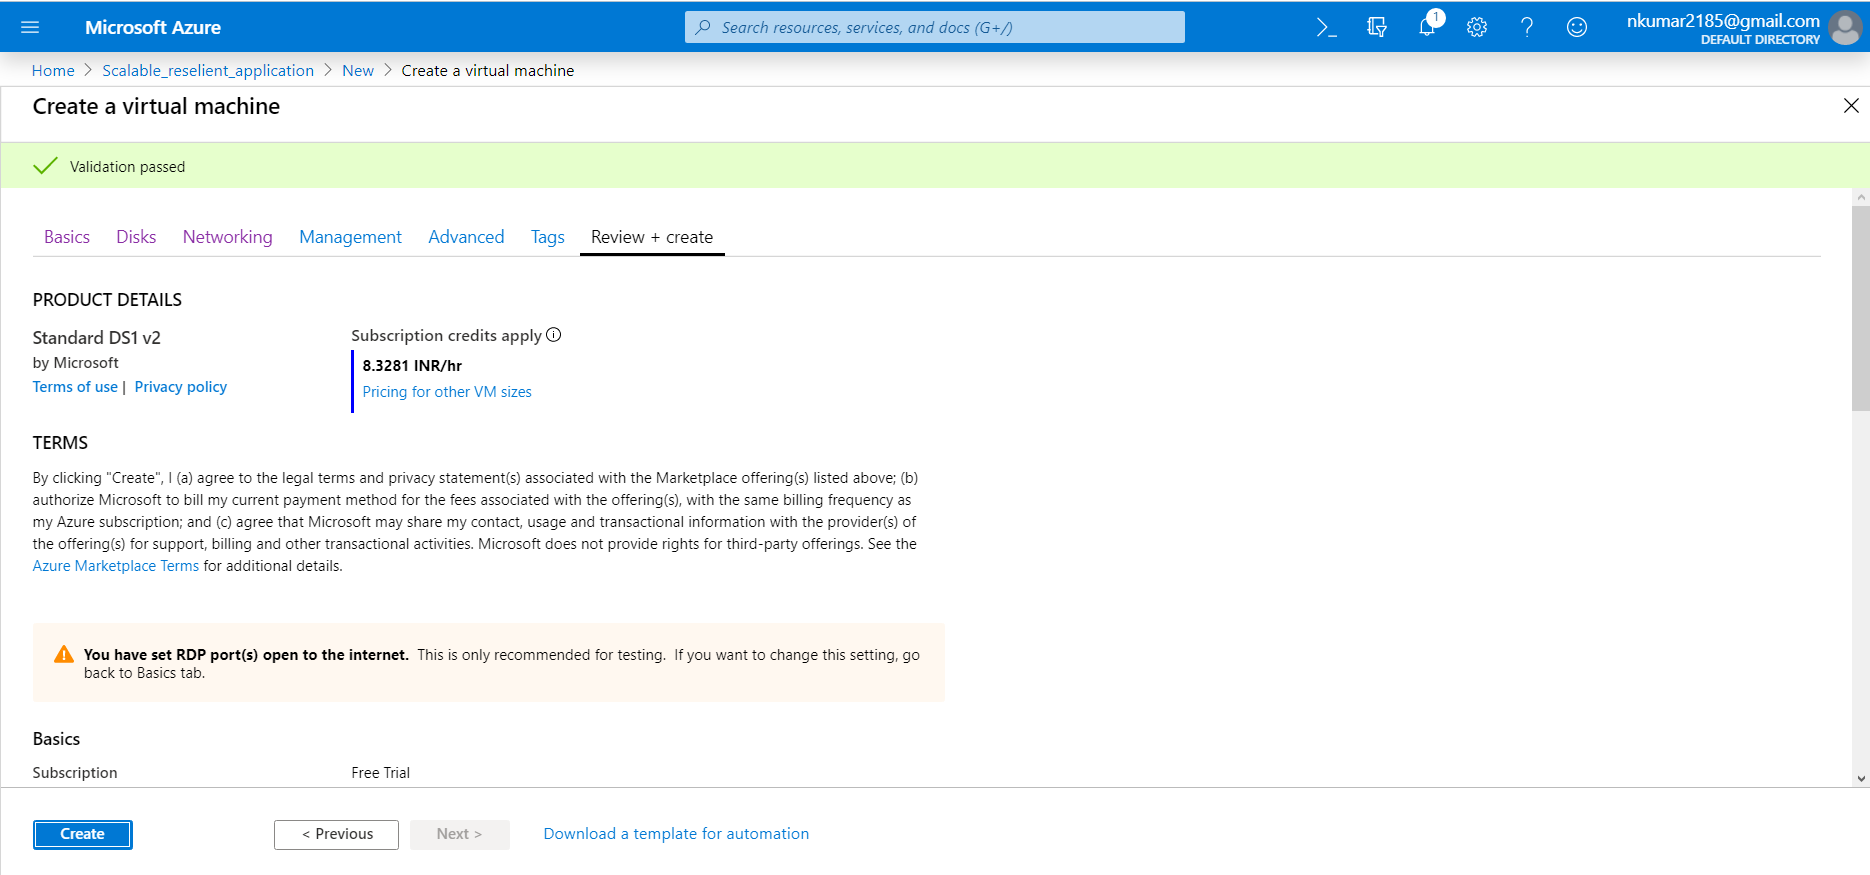 Microsoft Azure
Search resources, services, and docs (G+/)
1
nkumar2185@gmail.com
DEFAULT DIRECTORY
Home > Scalable_reselient_application > New > Create a virtual machine
Create a virtual machine
Validation passed
Basics Disks Networking Management Advanced Tags Review + create
PRODUCT DETAILS
Standard DS1 v2
by Microsoft
Terms of use | Privacy policy
Subscription credits apply
8.3281 INR/hr
Pricing for other VM sizes
TERMS
By clicking "Create", I (a) agree to the legal terms and privacy statement(s) associated with the Marketplace offering(s) listed above; (b)
authorize Microsoft to bill my current payment method for the fees associated with the offering(s), with the same billing frequency as
my Azure subscription; and (c) agree that Microsoft may share my contact, usage and transactional information with the provider(s) of
the offering(s) for support, billing and other transactional activities. Microsoft does not provide rights for third-party offerings. See the
Azure Marketplace Terms for additional details.
You have set RDP port(s) open to the internet. This is only recommended for testing. If you want to change this setting, go
back to Basics tab.
Basics
Subscription Free Trial
Create < Previous Next > Download a template for automation